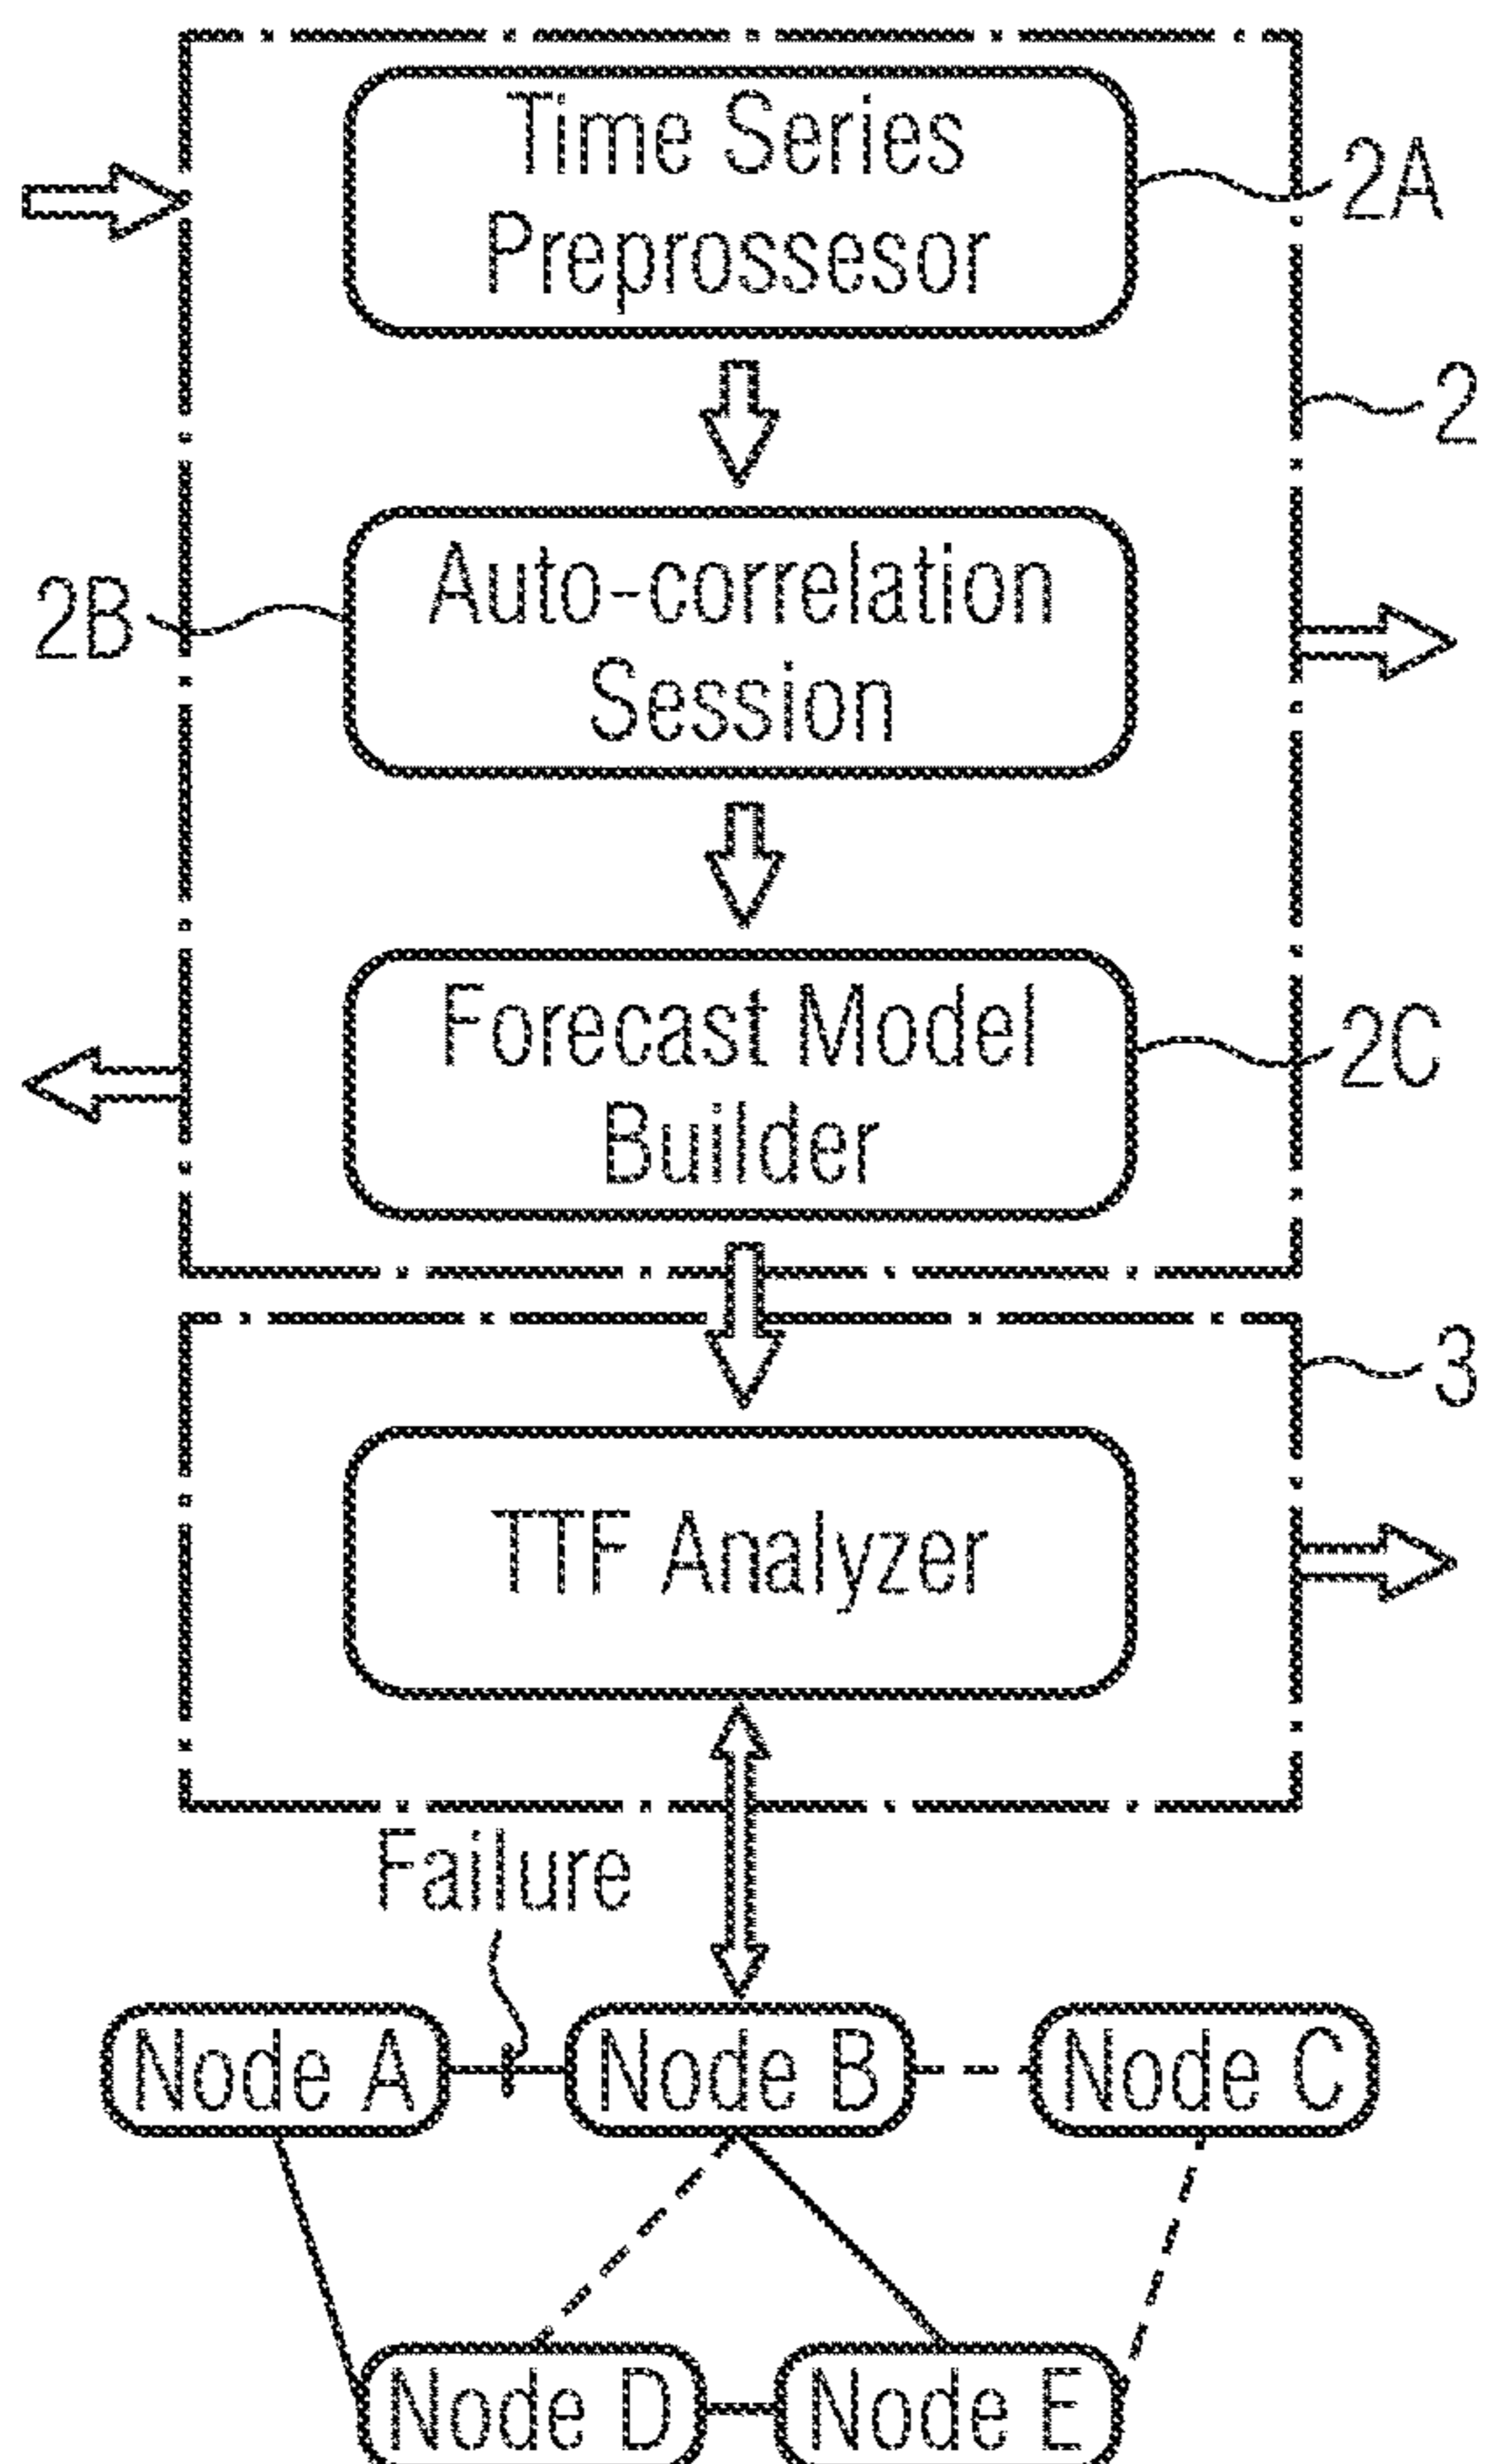 Time Series
Preprossesor
2A
2
Auto-correlation
Session
2B
Forecast Model
Builder
2C
3
TTF Analyzer
Failure
Node A
Node B
Node C
Node D
Node E